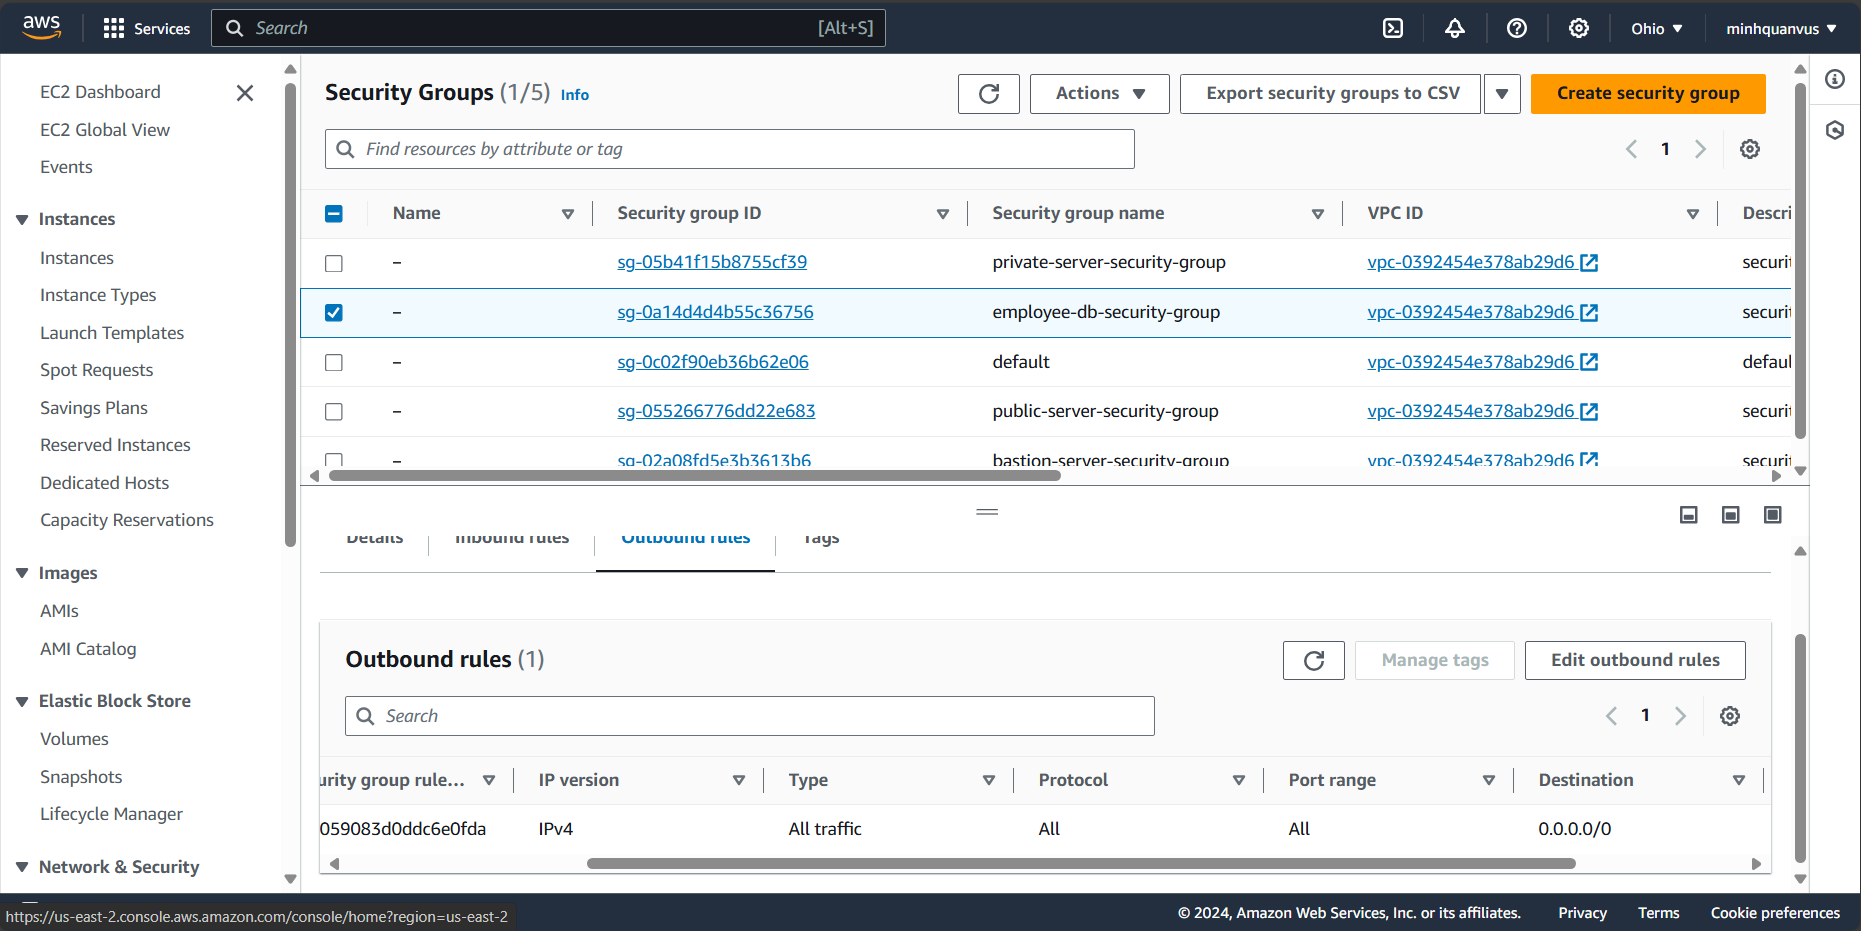 aws
Services
Search
[Alt+S]
Ohio
minhquanvus
EC2 Dashboard
EC2 Global View
Events
Instances
Instances
Instance Types
Launch Templates
Spot Requests
Savings Plans
Reserved Instances
Dedicated Hosts
Capacity Reservations
Images
AMIs
AMI Catalog
Elastic Block Store
Volumes
Snapshots
Lifecycle Manager
Network & Security
Security Groups (1/5) Info
Actions
Export security groups to CSV
Create security group
Find resources by attribute or tag
1
Name Security group ID Security group name VPC ID Descri
– sg-05b41f15b8755cf39 private-server-security-group vpc-0392454e378ab29d6 securit
– sg-0a14d4d4b55c36756 employee-db-security-group vpc-0392454e378ab29d6 securit
– sg-0c02f90eb36b62e06 default vpc-0392454e378ab29d6 defaul
– sg-055266776dd22e683 public-server-security-group vpc-0392454e378ab29d6 securit
– sg-02a08fd5e3b3613b6 bastion-server-security-group vpc-0392454e378ab29d6 securit
Details Inbound rules Outbound rules Tags
Outbound rules (1)
Manage tags
Edit outbound rules
Search
1
urity group rule... IP version Type Protocol Port range Destination
059083d0ddc6e0fda IPv4 All traffic All All 0.0.0.0/0
https://us-east-2.console.aws.amazon.com/console/home?region=us-east-2
© 2024, Amazon Web Services, Inc. or its affiliates. Privacy Terms Cookie preferences